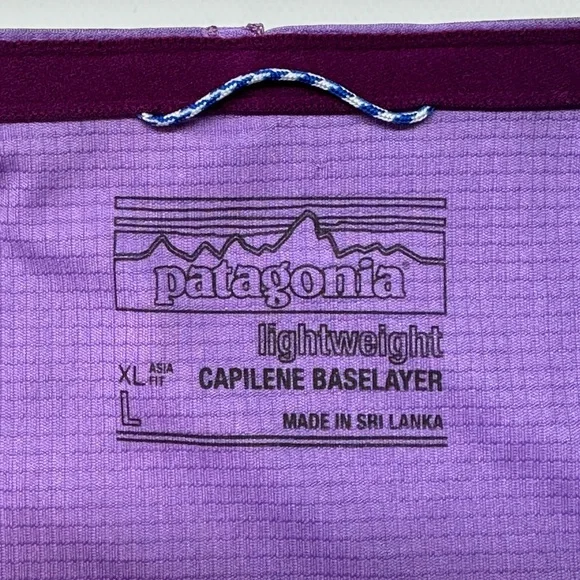 patagonia®
lightweight
XL ASIA FIT CAPILENE BASELAYER
L MADE IN SRI LANKA